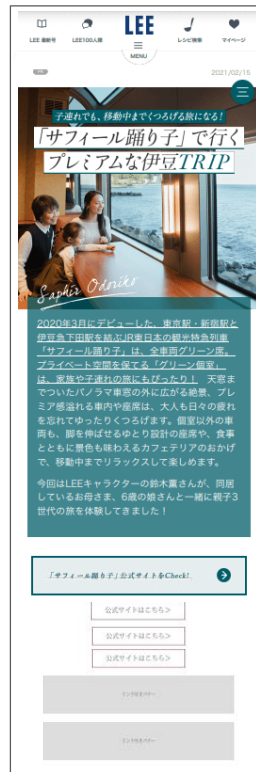 LEE 最新号
LEE100人隊
LEE
MENU
レシピ検索
マイページ
2021/02/15
子連れでも、移動中までくつろげる旅になる!
「サフィール踊り子」で行く
プレミアムな伊豆TRIP
Saphir Odoriko
2020年3月にデビューした、東京駅・新宿駅と
伊豆急下田駅を結ぶJR東日本の観光特急列車
「サフィール踊り子」は、全車両グリーン席。
プライベート空間を保てる「グリーン個室」
は、家族や子連れの旅にもぴったり! 天窓ま
でついたパノラマ車窓の外に広がる絶景、プレ
ミア感溢れる車内や座席は、大人も日々の疲れ
を忘れてゆったりくつろげます。個室以外の車
両も、脚を伸ばせるゆとり設計の座席や、食事
とともに景色も味わえるカフェテリアのおかげ
で、移動中までリラックスして楽しめます。
今回はLEEキャラクターの鈴木薫さんが、同居
しているお母さま、6歳の娘さんと一緒に親子3
世代の旅を体験してきました!
「サフィール踊り子」公式サイトをCheck!
公式サイトはこちら>
公式サイトはこちら>
公式サイトはこちら>